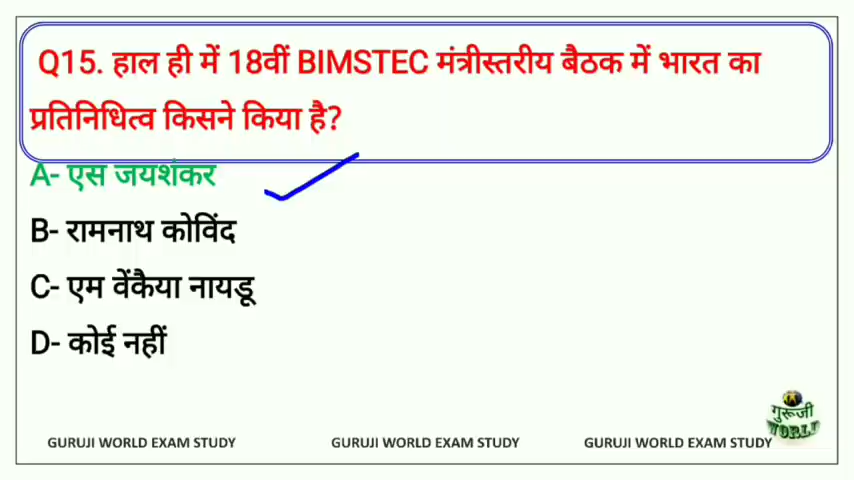 Q15. हाल ही में 18वीं BIMSTEC मंत्रीस्तरीय बैठक में भारत का
प्रतिनिधित्व किसने किया है?
A- एस जयशंकर
B- रामनाथ कोविंद
C- एम वेंकैया नायडू
D- कोई नहीं
गुरूजी
WORLD
GURUJI WORLD EXAM STUDY GURUJI WORLD EXAM STUDY GURUJI WORLD EXAM STUDY